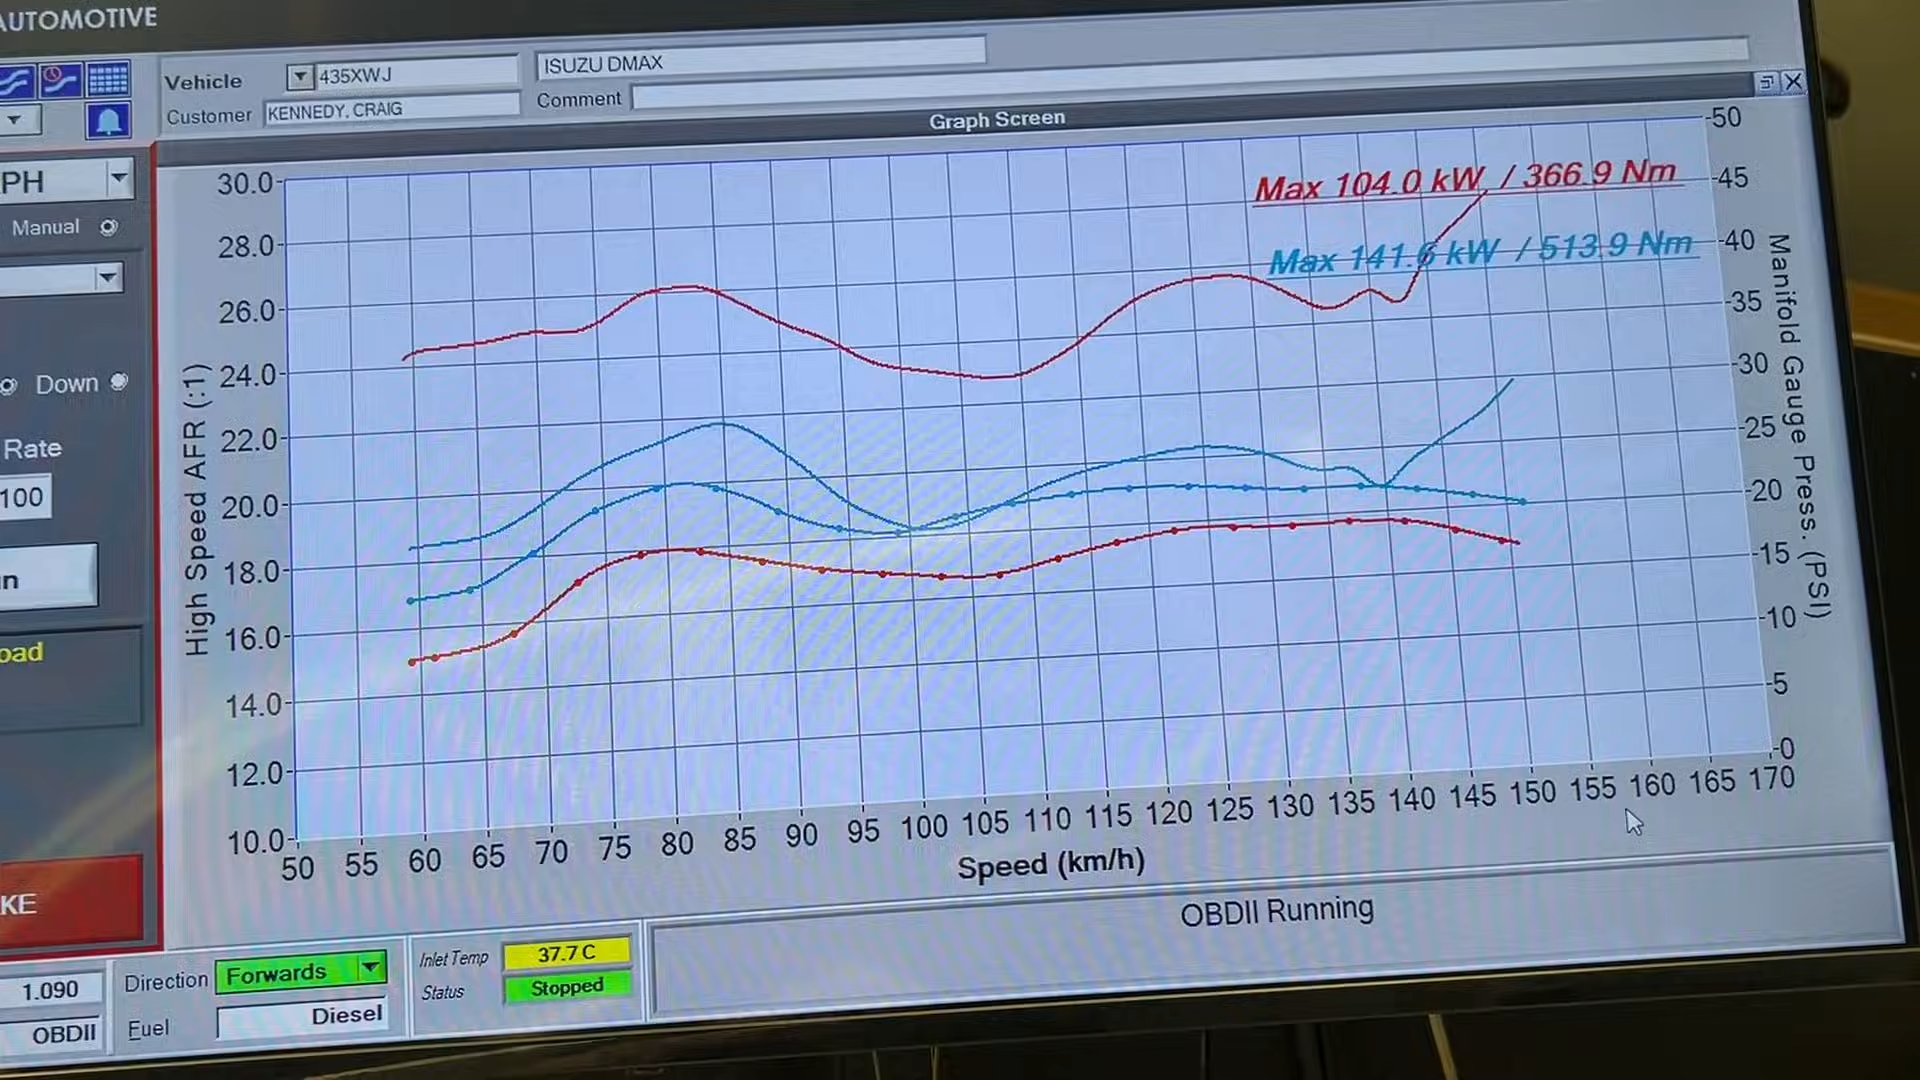 AUTOMOTIVE
Vehicle 435XWJ ISUZU DMAX
Customer KENNEDY, CRAIG Comment
Graph Screen
PH
Manual
Down
Rate
100
n
oad
KE
1.090
OBDII
Max 104.0 kW / 366.9 Nm
Max 141.6 kW / 513.9 Nm
High Speed AFR (:1)
30.0
28.0
26.0
24.0
22.0
20.0
18.0
16.0
14.0
12.0
10.0
50
45
40
35
30
25
20
15
10
5
0
Manifold Gauge Press. (PSI)
50 55 60 65 70 75 80 85 90 95 100 105 110 115 120 125 130 135 140 145 150 155 160 165 170
Speed (km/h)
OBDII Running
Direction Forwards
Fuel Diesel
Inlet Temp 37.7 C
Status Stopped